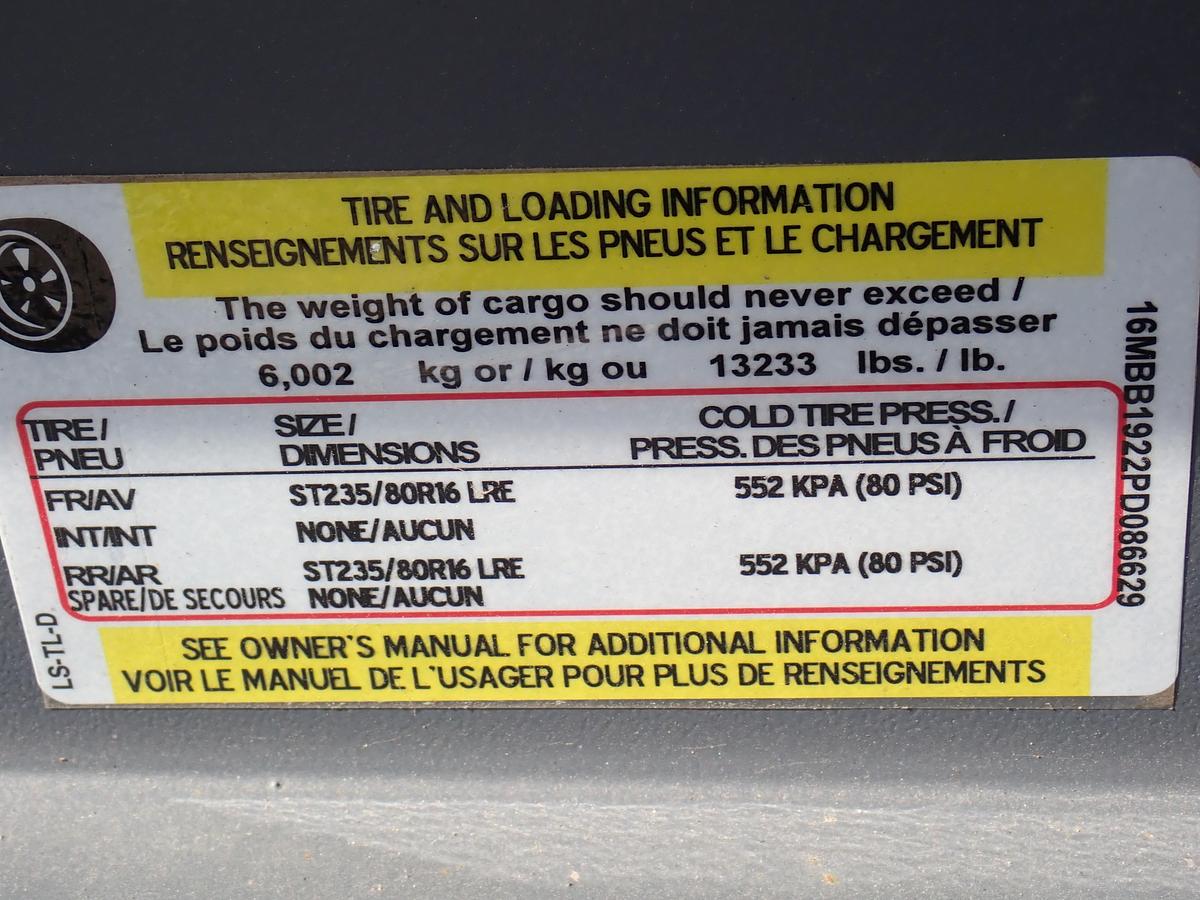 TIRE AND LOADING INFORMATION
RENSEIGNEMENTS SUR LES PNEUS ET LE CHARGEMENT
The weight of cargo should never exceed /
Le poids du chargement ne doit jamais dépasser
6,002 kg or / kg ou 13233 lbs. / lb.
TIRE / SIZE / COLD TIRE PRESS. /
PNEU DIMENSIONS PRESS. DES PNEUS À FROID
FR/AV ST235/80R16 LRE 552 KPA (80 PSI)
INT/INT NONE/AUCUN
RR/AR ST235/80R16 LRE 552 KPA (80 PSI)
SPARE/DE SECOURS NONE/AUCUN
SEE OWNER'S MANUAL FOR ADDITIONAL INFORMATION
VOIR LE MANUEL DE L'USAGER POUR PLUS DE RENSEIGNEMENTS
LS-TL-D
16MBB1922PD086629